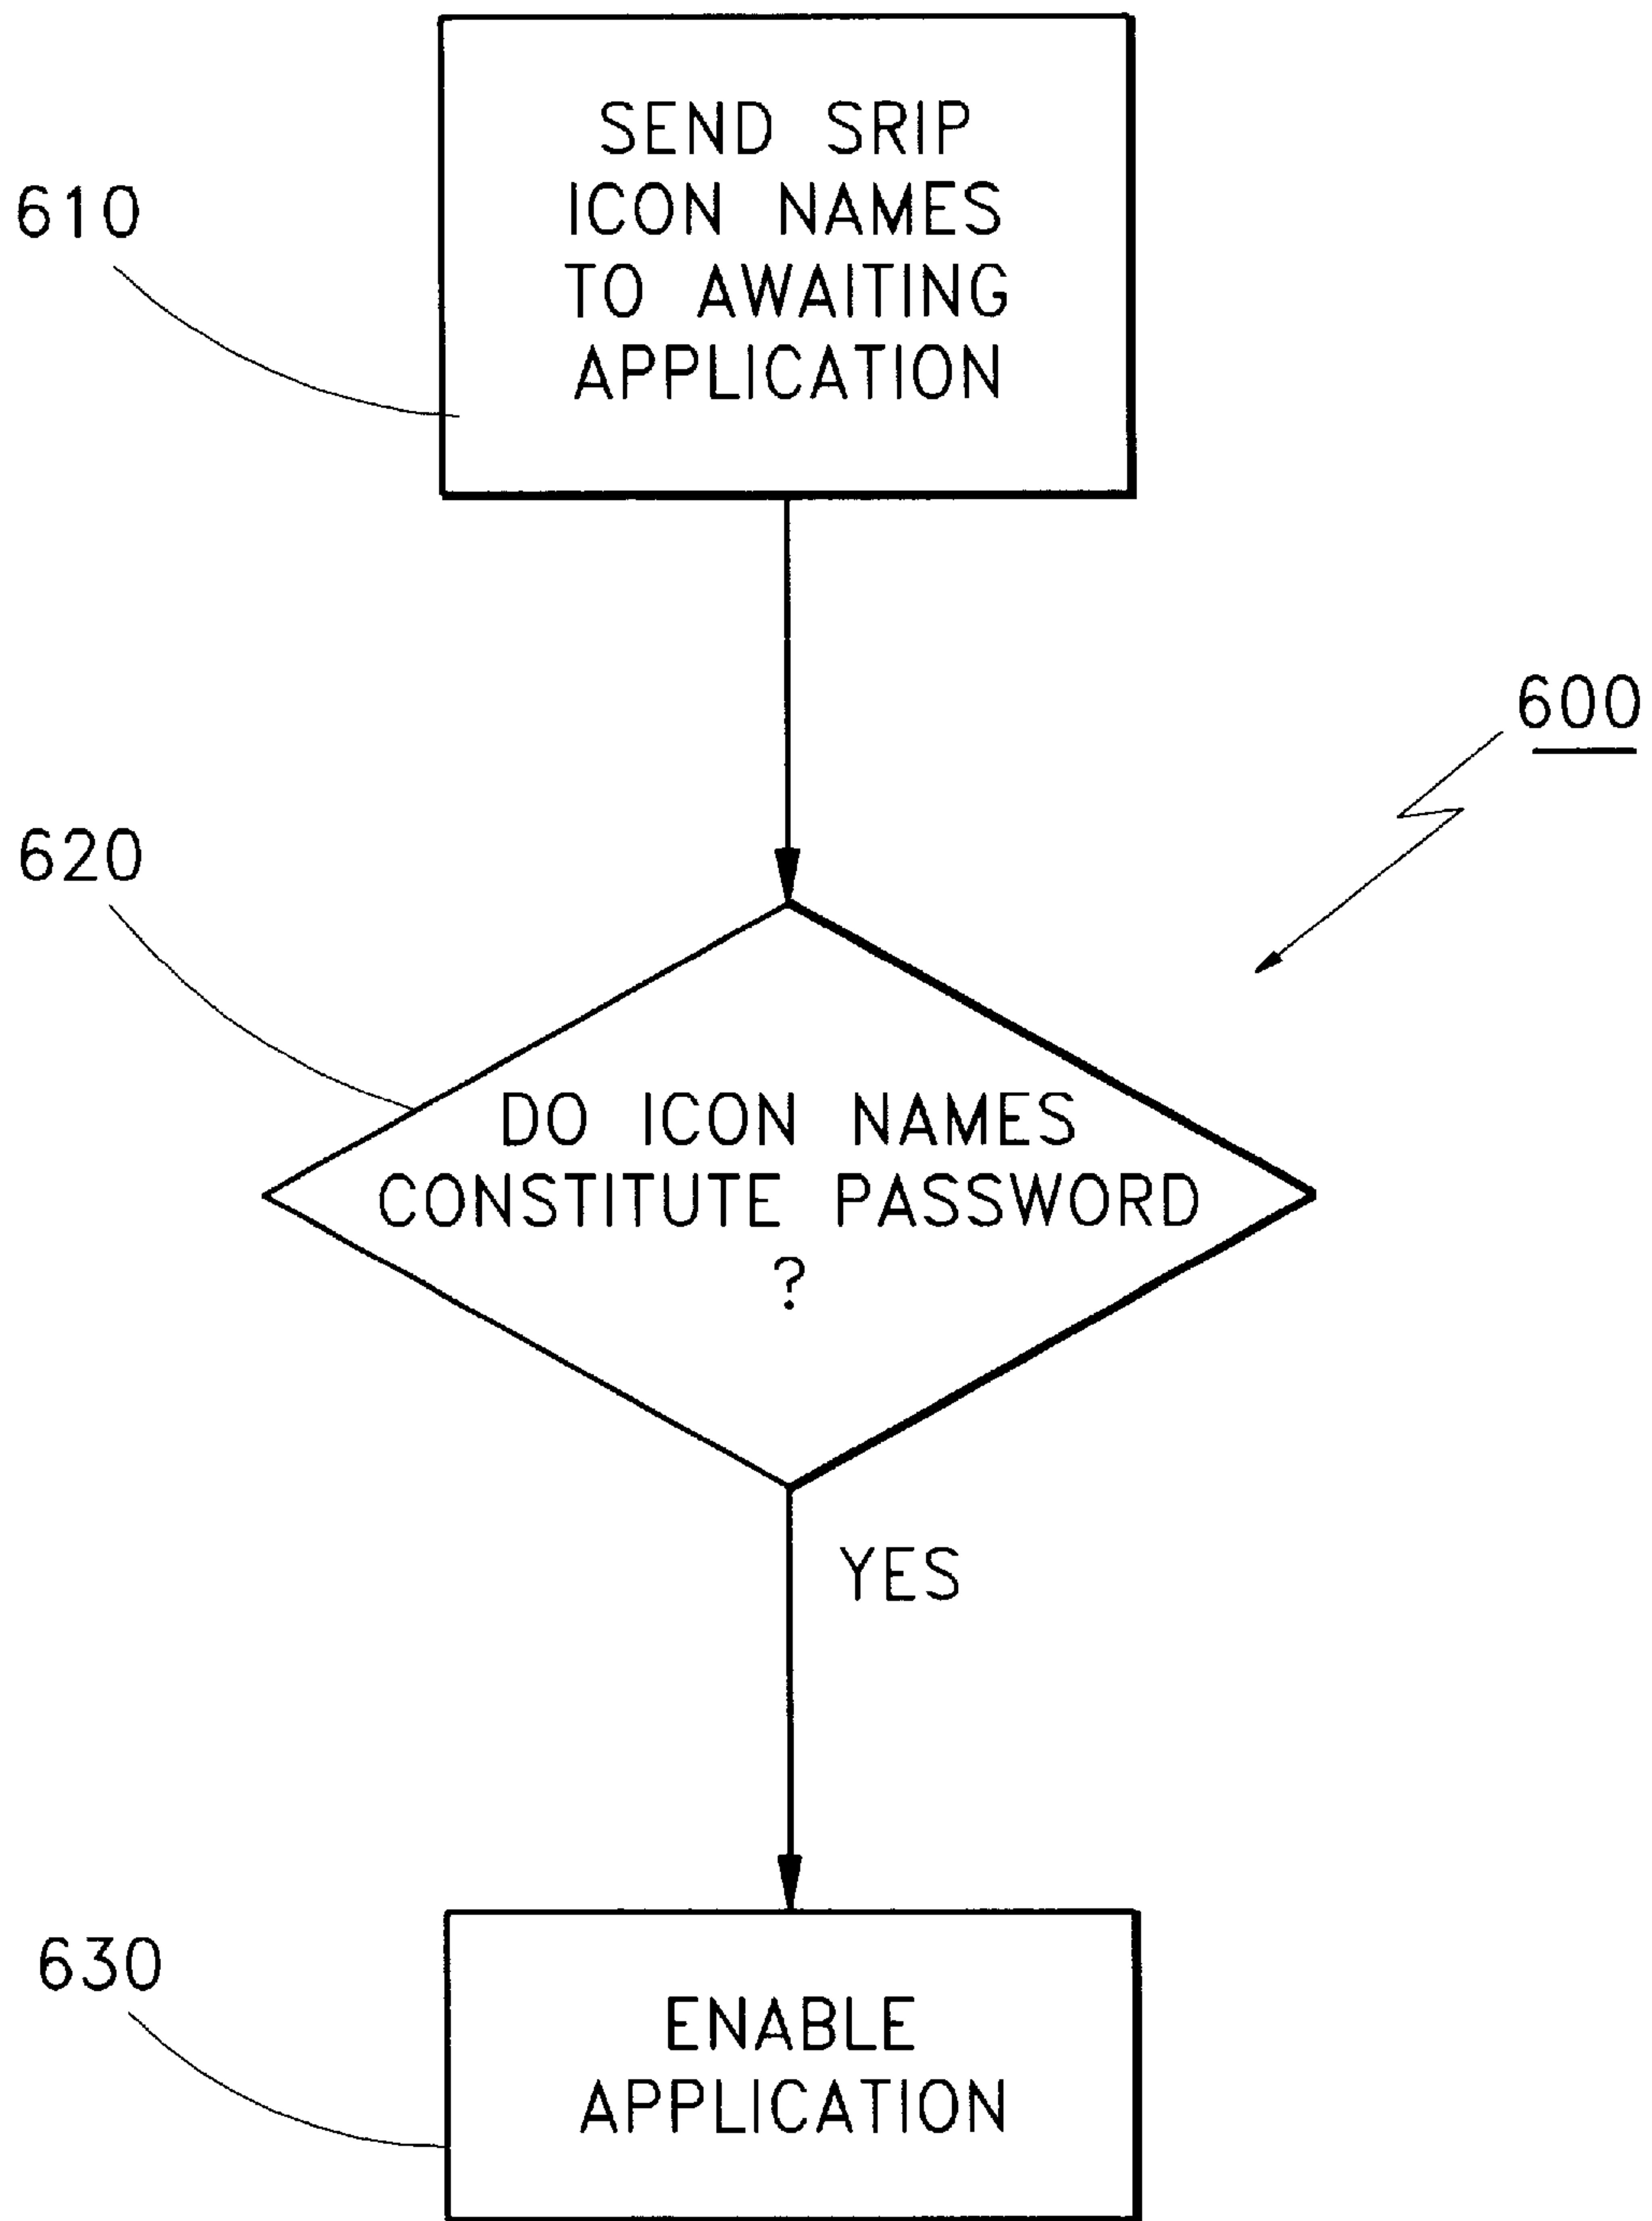 SEND SRIP
ICON NAMES
TO AWAITING
APPLICATION
610
600
620
DO ICON NAMES
CONSTITUTE PASSWORD
?
YES
630
ENABLE
APPLICATION